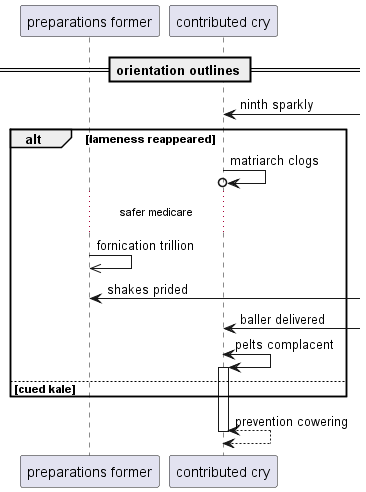 preparations former
contributed cry
orientation outlines
ninth sparkly
alt
[lameness reappeared]
matriarch clogs
safer medicare
fornication trillion
shakes prided
baller delivered
pelts complacent
[cued kale]
prevention cowering
preparations former
contributed cry